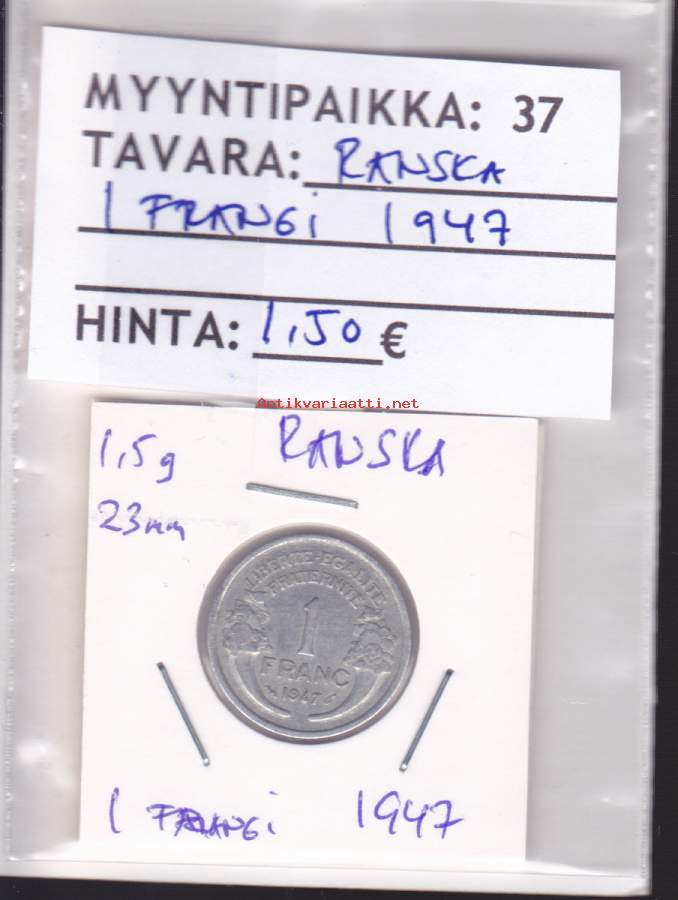 MYYNTIPAIKKA: 37
TAVARA: RANSKA
1 FRANGI 1947
HINTA: 1,50 €
Antikvariaatti.net
1,5g RANSKA
23mm
LIBERTE·EGALITE
FRATERNITE
1
FRANC
1947
1 FRANGI 1947